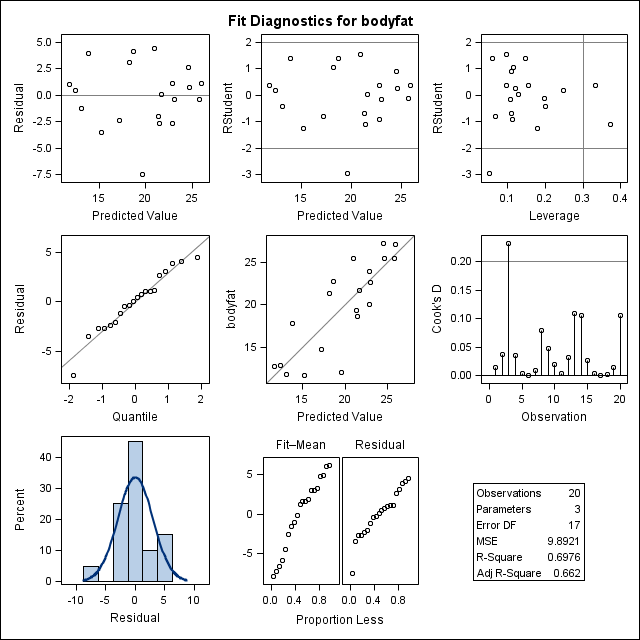 Fit Diagnostics for bodyfat
5.0
2.5
0.0
-2.5
-5.0
-7.5
Residual
15 20 25
Predicted Value
2
1
0
-1
-2
-3
RStudent
15 20 25
Predicted Value
2
1
0
-1
-2
-3
RStudent
0.1 0.2 0.3 0.4
Leverage
5
0
-5
Residual
-2 -1 0 1 2
Quantile
25
20
15
bodyfat
15 20 25
Predicted Value
0.20
0.15
0.10
0.05
0.00
Cook's D
0 5 10 15 20
Observation
40
30
20
10
0
Percent
-10 -5 0 5 10
Residual
Fit–Mean Residual
5
0
-5
0.0 0.4 0.8 0.0 0.4 0.8
Proportion Less
Observations 20
Parameters 3
Error DF 17
MSE 9.8921
R-Square 0.6976
Adj R-Square 0.662